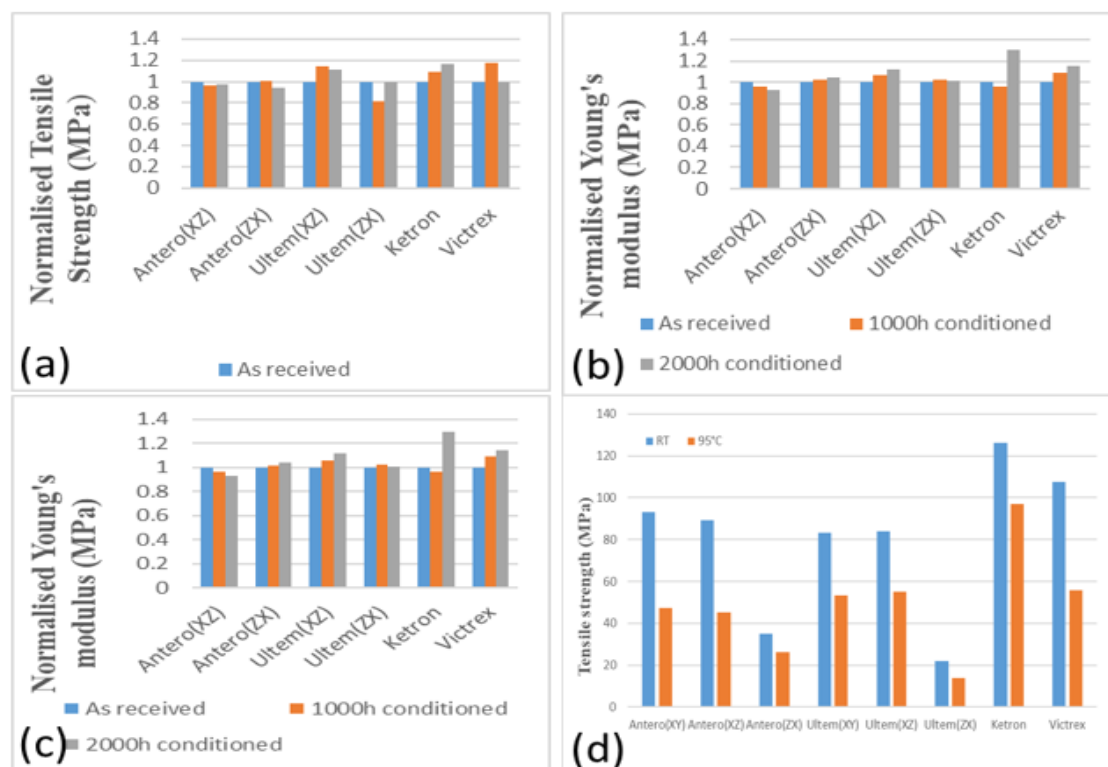 Normalised Tensile
Strength (MPa)
1.4
1.2
1
0.8
0.6
0.4
0.2
0
Antero(XZ)
Antero(ZX)
Ultem(XZ)
Ultem(ZX)
Ketron
Victrex
As received
(a)
Normalised Young's
modulus (MPa)
1.4
1.2
1
0.8
0.6
0.4
0.2
0
Antero(XZ)
Antero(ZX)
Ultem(XZ)
Ultem(ZX)
Ketron
Victrex
As received 1000h conditioned
2000h conditioned
(b)
Normalised Young's
modulus (MPa)
1.4
1.2
1
0.8
0.6
0.4
0.2
0
Antero(XZ)
Antero(ZX)
Ultem(XZ)
Ultem(ZX)
Ketron
Victrex
As received 1000h conditioned
2000h conditioned
(c)
Tensile strength (MPa)
140
120
100
80
60
40
20
0
RT 95°C
Antero(XY) Antero(XZ) Antero(ZX) Ultem(XY) Ultem(XZ) Ultem(ZX) Ketron Victrex
(d)